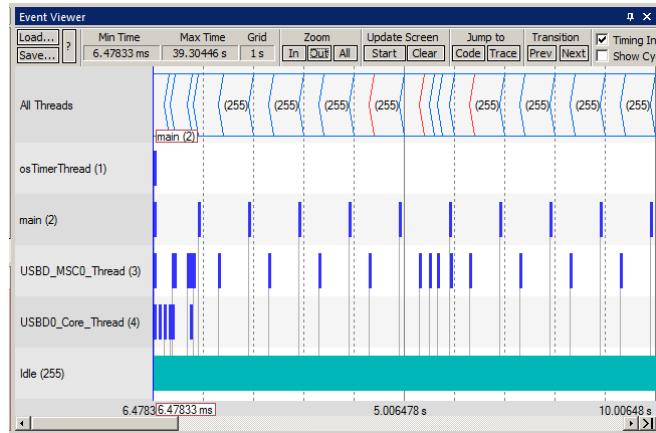 Event Viewer
Load... ? Min Time Max Time Grid Zoom Update Screen Jump to Transition Timing In
Save... 6.47833 ms 39.30446 s 1 s In Out All Start Clear Code Trace Prev Next Show Cy
All Threads (255) (255) (255) (255) (255) (255) (255) (255)
main (2)
osTimerThread (1)
main (2)
USBD_MSC0_Thread (3)
USBD0_Core_Thread (4)
Idle (255)
6.4783 6.47833 ms 5.006478 s 10.00648 s